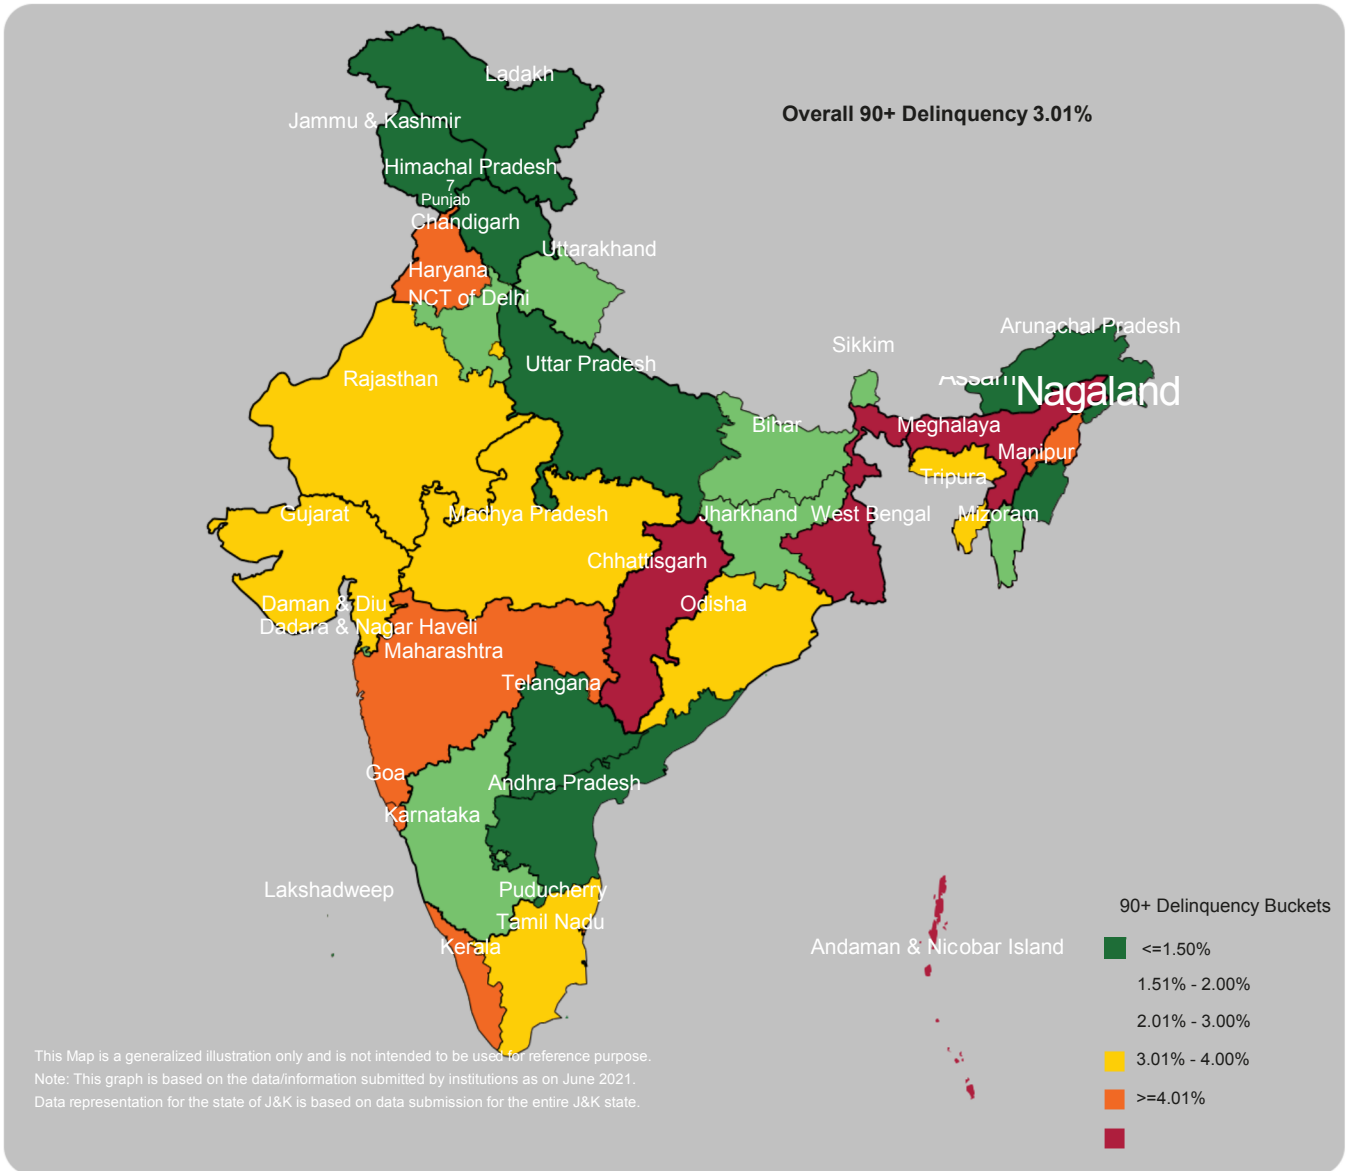 Ladakh
Overall 90+ Delinquency 3.01%
Jammu & Kashmir
Himachal Pradesh
7
Punjab
Chandigarh
Uttarakhand
Haryana
NCT of Delhi
Arunachal Pradesh
Sikkim
Uttar Pradesh
Rajasthan
Assam
Nagaland
Bihar
Meghalaya
Manipur
Tripura
Gujarat
Madhya Pradesh
Jharkhand
West Bengal
Mizoram
Chhattisgarh
Daman & Diu
Odisha
Dadara & Nagar Haveli
Maharashtra
Telangana
Goa
Andhra Pradesh
Karnataka
Lakshadweep
Puducherry
Tamil Nadu
Kerala
Andaman & Nicobar Island
90+ Delinquency Buckets
<=1.50%
1.51% - 2.00%
2.01% - 3.00%
3.01% - 4.00%
>=4.01%
This Map is a generalized illustration only and is not intended to be used for reference purpose.
Note: This graph is based on the data/information submitted by institutions as on June 2021.
Data representation for the state of J&K is based on data submission for the entire J&K state.